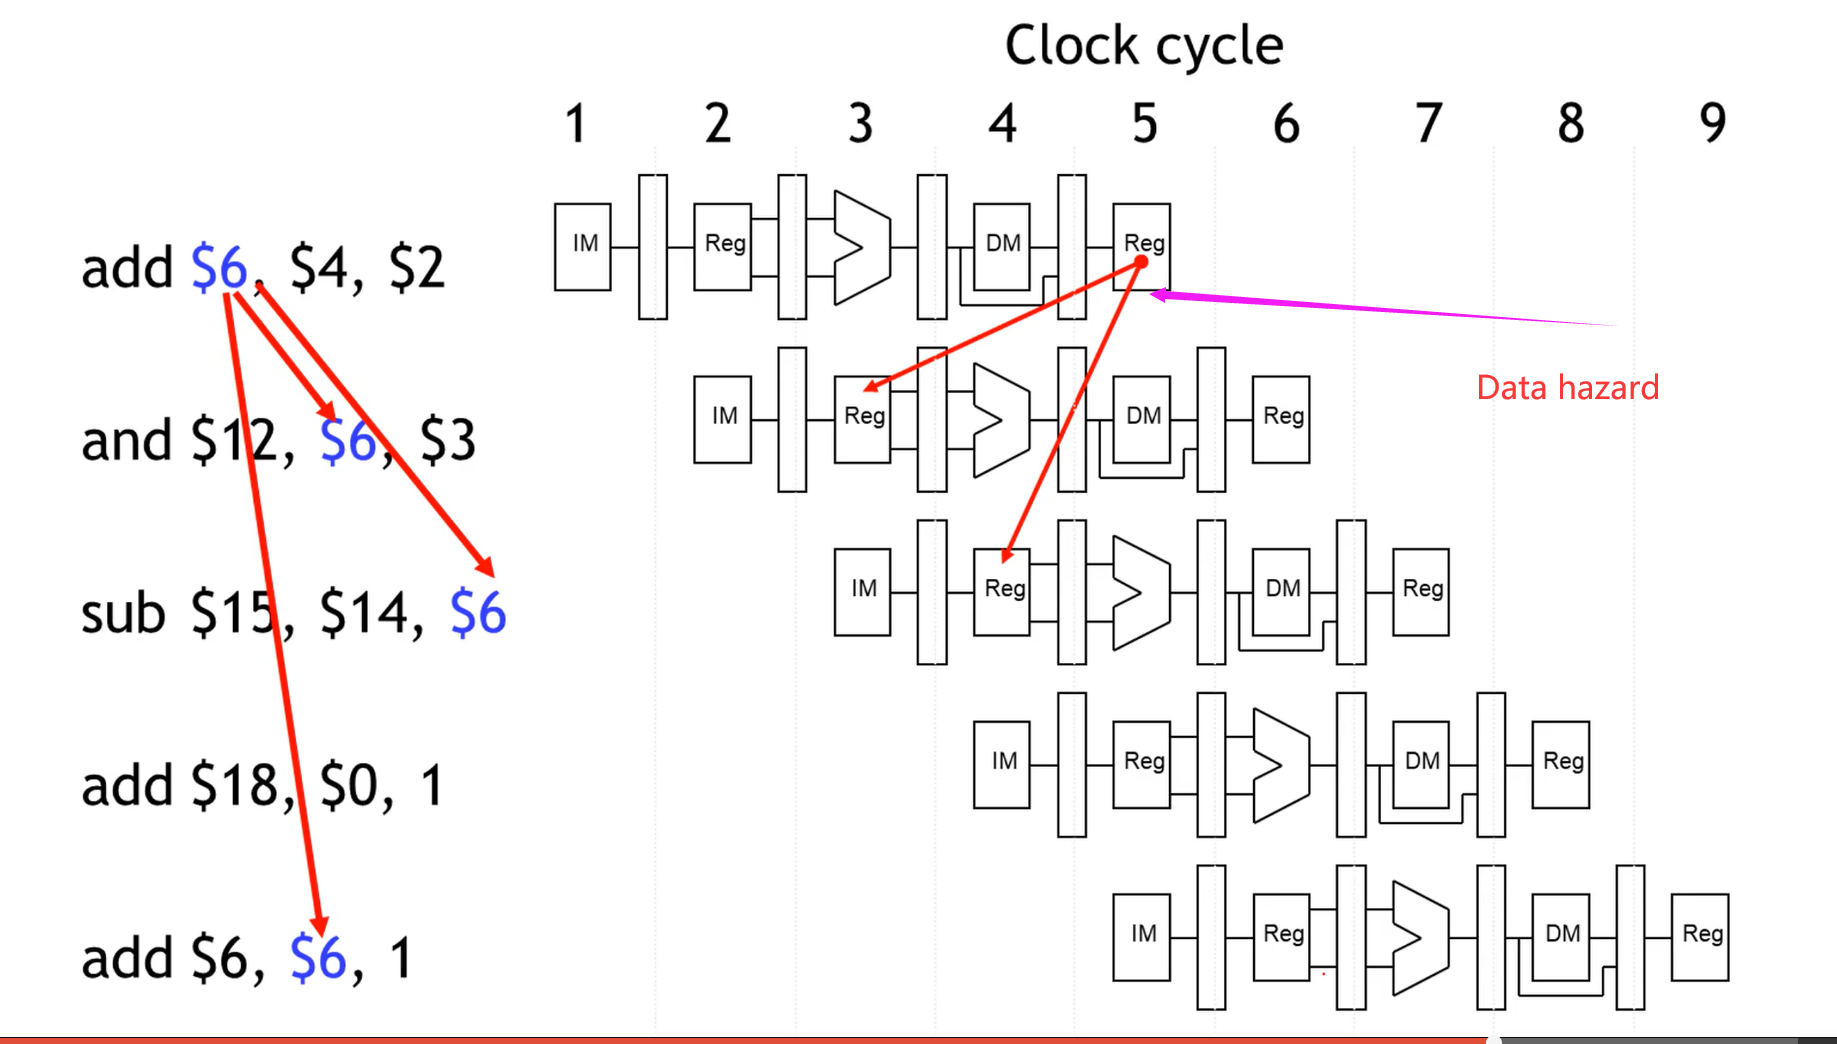 Clock cycle
1 2 3 4 5 6 7 8 9
add $6, $4, $2
IM Reg DM Reg
Data hazard
and $12, $6, $3
IM Reg DM Reg
sub $15, $14, $6
IM Reg DM Reg
add $18, $0, 1
IM Reg DM Reg
add $6, $6, 1
IM Reg DM Reg